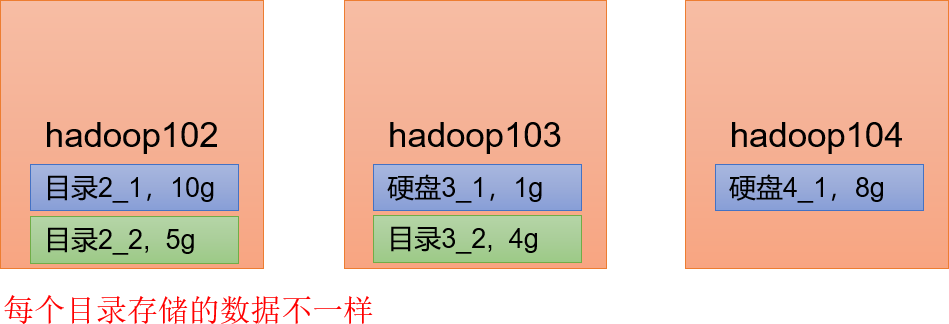 hadoop102
目录2_1，10g
目录2_2，5g
hadoop103
硬盘3_1，1g
目录3_2，4g
hadoop104
硬盘4_1，8g
每个目录存储的数据不一样